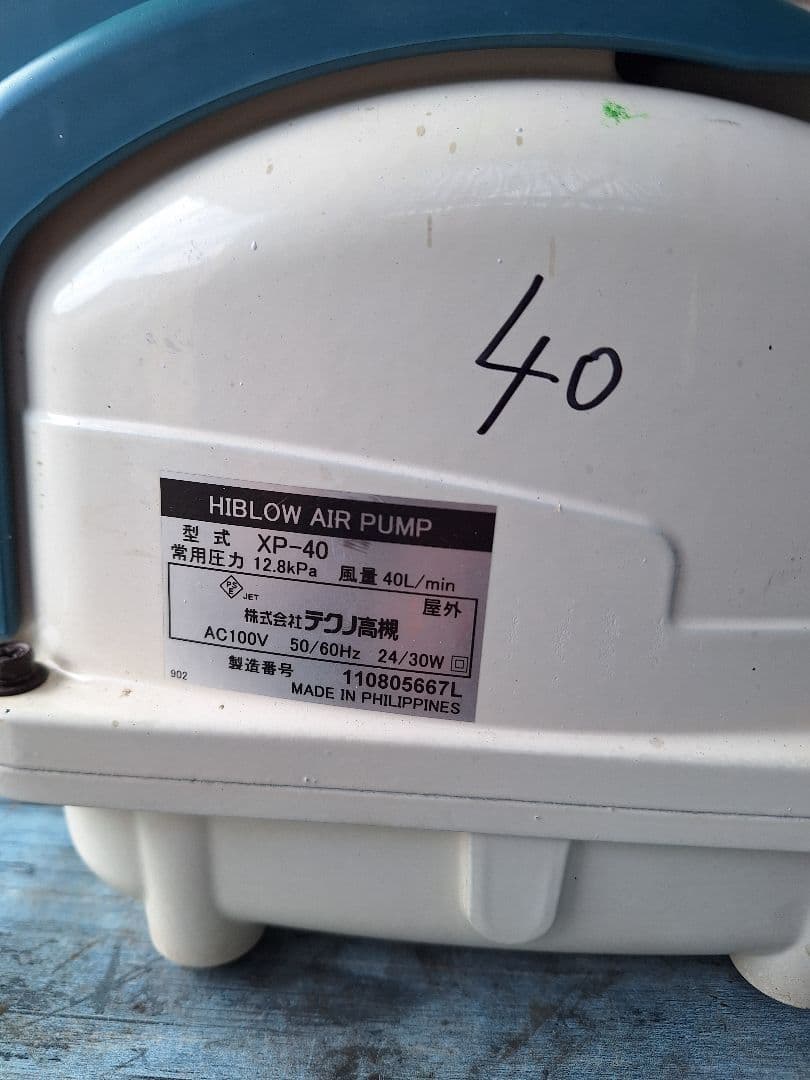 40
HIBLOW AIR PUMP
型式 XP-40
常用圧力 12.8kPa 風量 40L/min
PSE JET 屋外
株式会社テクノ高槻
AC100V 50/60Hz 24/30W
902 製造番号 110805667L
MADE IN PHILIPPINES